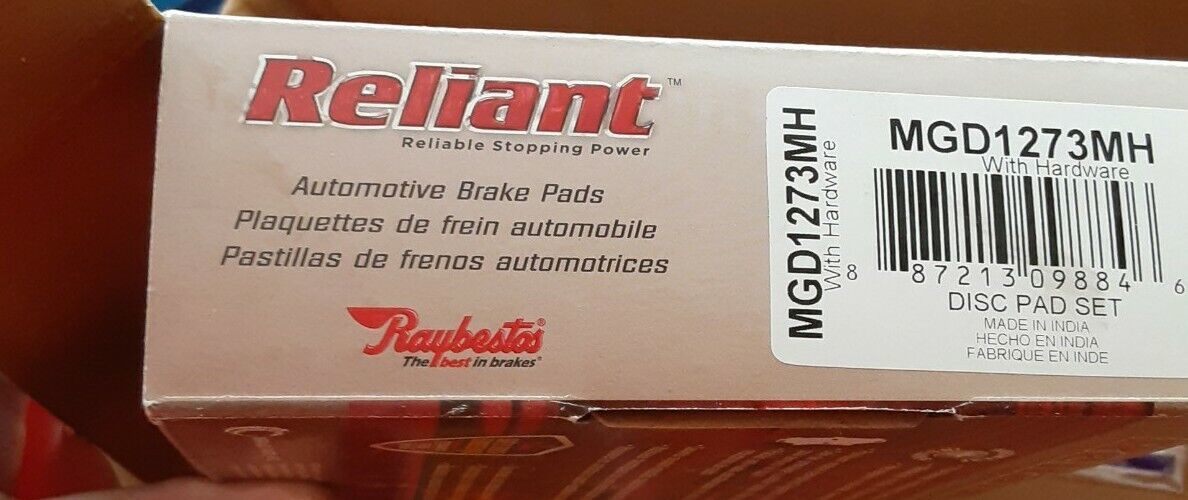 Reliant™
Reliable Stopping Power
Automotive Brake Pads
Plaquettes de frein automobile
Pastillas de frenos automotrices
Raybestos®
The best in brakes®
MGD1273MH
With Hardware
MGD1273MH
With Hardware
8 87213 09884 6
DISC PAD SET
MADE IN INDIA
HECHO EN INDIA
FABRIQUE EN INDE